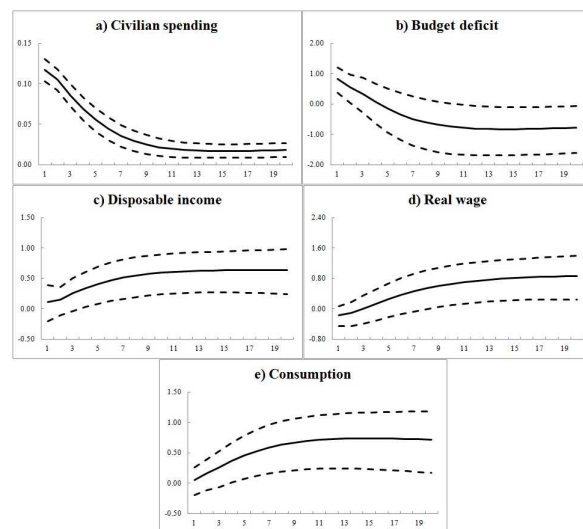 a) Civilian spending
0.15
0.10
0.05
0.00
1 3 5 7 9 11 13 15 17 19
b) Budget deficit
2.00
1.00
0.00
-1.00
-2.00
1 3 5 7 9 11 13 15 17 19
c) Disposable income
1.50
1.00
0.50
0.00
-0.50
1 3 5 7 9 11 13 15 17 19
d) Real wage
2.40
1.60
0.80
0.00
-0.80
1 3 5 7 9 11 13 15 17 19
e) Consumption
1.50
1.00
0.50
0.00
-0.50
1 3 5 7 9 11 13 15 17 19